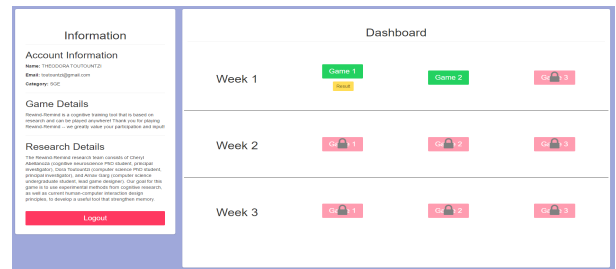 Information
Account Information
Name: THEODORA TOUTOUNTZI
Email: toutountzi@gmail.com
Category: SGE
Game Details
Rewind-Remind is a cognitive training tool that is based on
research and can be played anywhere! Thank you for playing
Rewind-Remind -- we greatly value your participation and input!
Research Details
The Rewind-Remind research team consists of Cheryl
Abellanoza (cognitive neuroscience PhD student, principal
investigator), Dora Toutountzi (computer science PhD student,
principal investigator), and Arnav Garg (computer science
undergraduate student, lead game designer). Our goal for the
game is to use experimental methods from cognitive research,
as well as current human-computer interaction design
principles, to develop a useful tool that strengthen memory.
Logout
Dashboard
Week 1
Game 1
Result
Game 2
Game 3
Week 2
Game 1
Game 2
Game 3
Week 3
Game 1
Game 2
Game 3